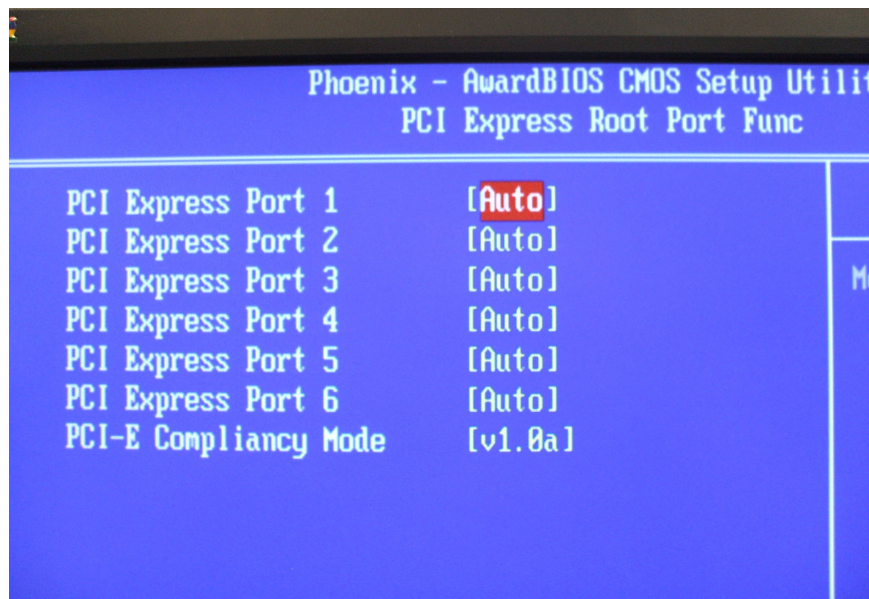 Phoenix - AwardBIOS CMOS Setup
PCI Express Root Port Func
PCI Express Port 1 [Auto]
PCI Express Port 2 [Auto]
PCI Express Port 3 [Auto]
PCI Express Port 4 [Auto]
PCI Express Port 5 [Auto]
PCI Express Port 6 [Auto]
PCI-E Compliancy Mode [v1.0a]